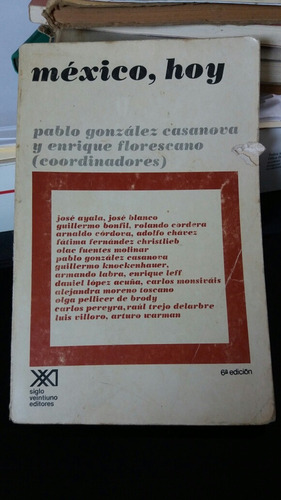 méxico, hoy
pablo gonzález casanova
y enrique florescano
(coordinadores)
josé ayala, josé blanco
guillermo bonfil, rolando cordera
arnaldo córdova, adolfo chávez
fátima fernández christlieb
olac fuentes molinar
pablo gonzález casanova
guillermo knochenhauer,
armando labra, enrique leff
daniel lópez acuña, carlos monsiváis
alejandra moreno toscano
olga pellicer de brody
carlos pereyra, raúl trejo delarbre
luis villoro, arturo warman
siglo
veintiuno
editores
6ª edición